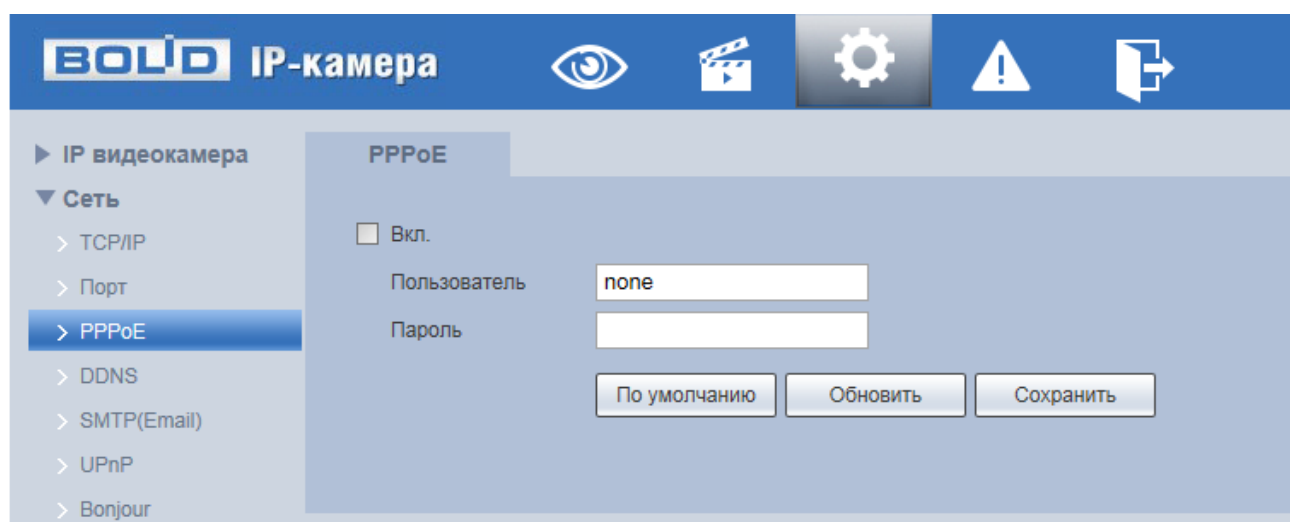 BOLID IP-камера
IP видеокамера
Сеть
TCP/IP
Порт
PPPoE
DDNS
SMTP(Email)
UPnP
Bonjour
PPPoE
Вкл.
Пользователь none
Пароль
По умолчанию Обновить Сохранить